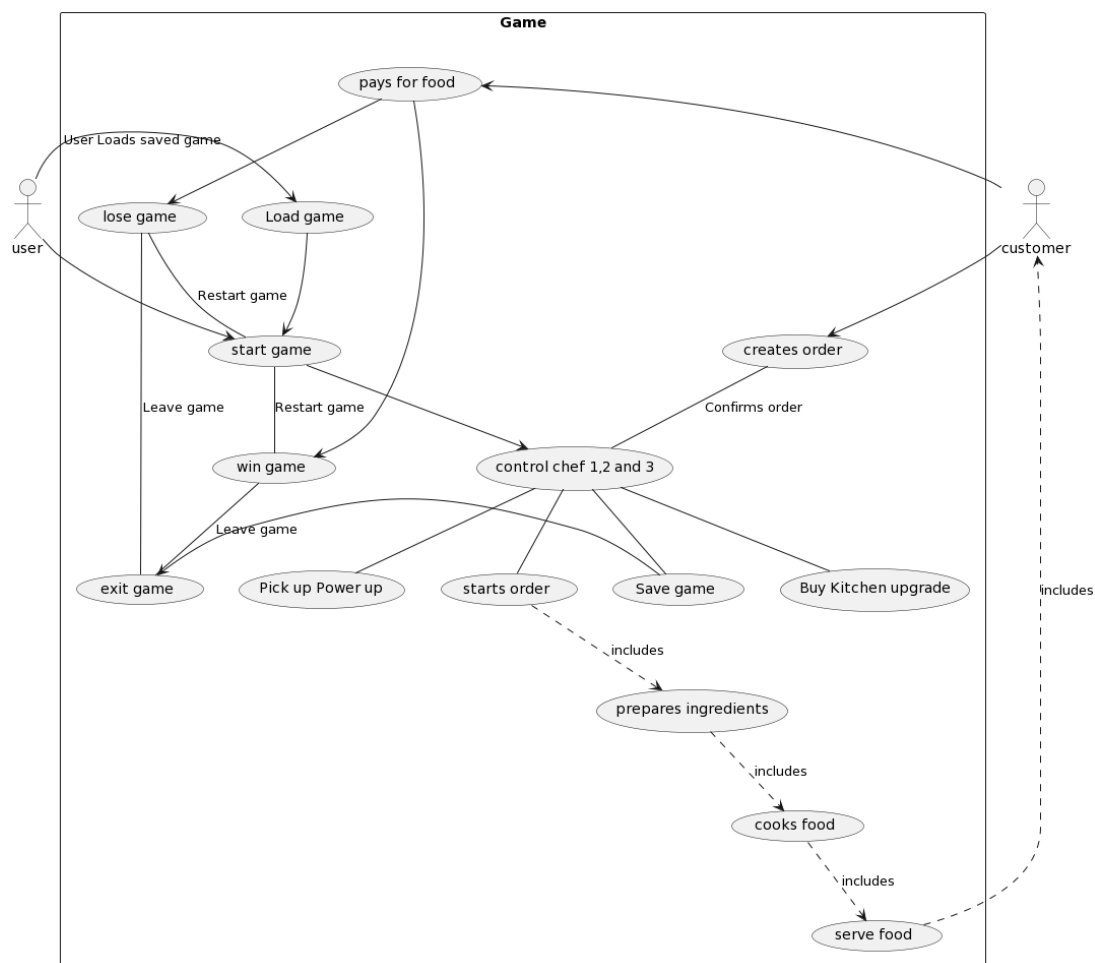 Game
pays for food
User Loads saved game
lose game
Load game
user
customer
Restart game
start game
creates order
Leave game
Restart game
Confirms order
win game
control chef 1,2 and 3
Leave game
exit game
Pick up Power up
starts order
Save game
Buy Kitchen upgrade
includes
includes
prepares ingredients
includes
cooks food
includes
serve food